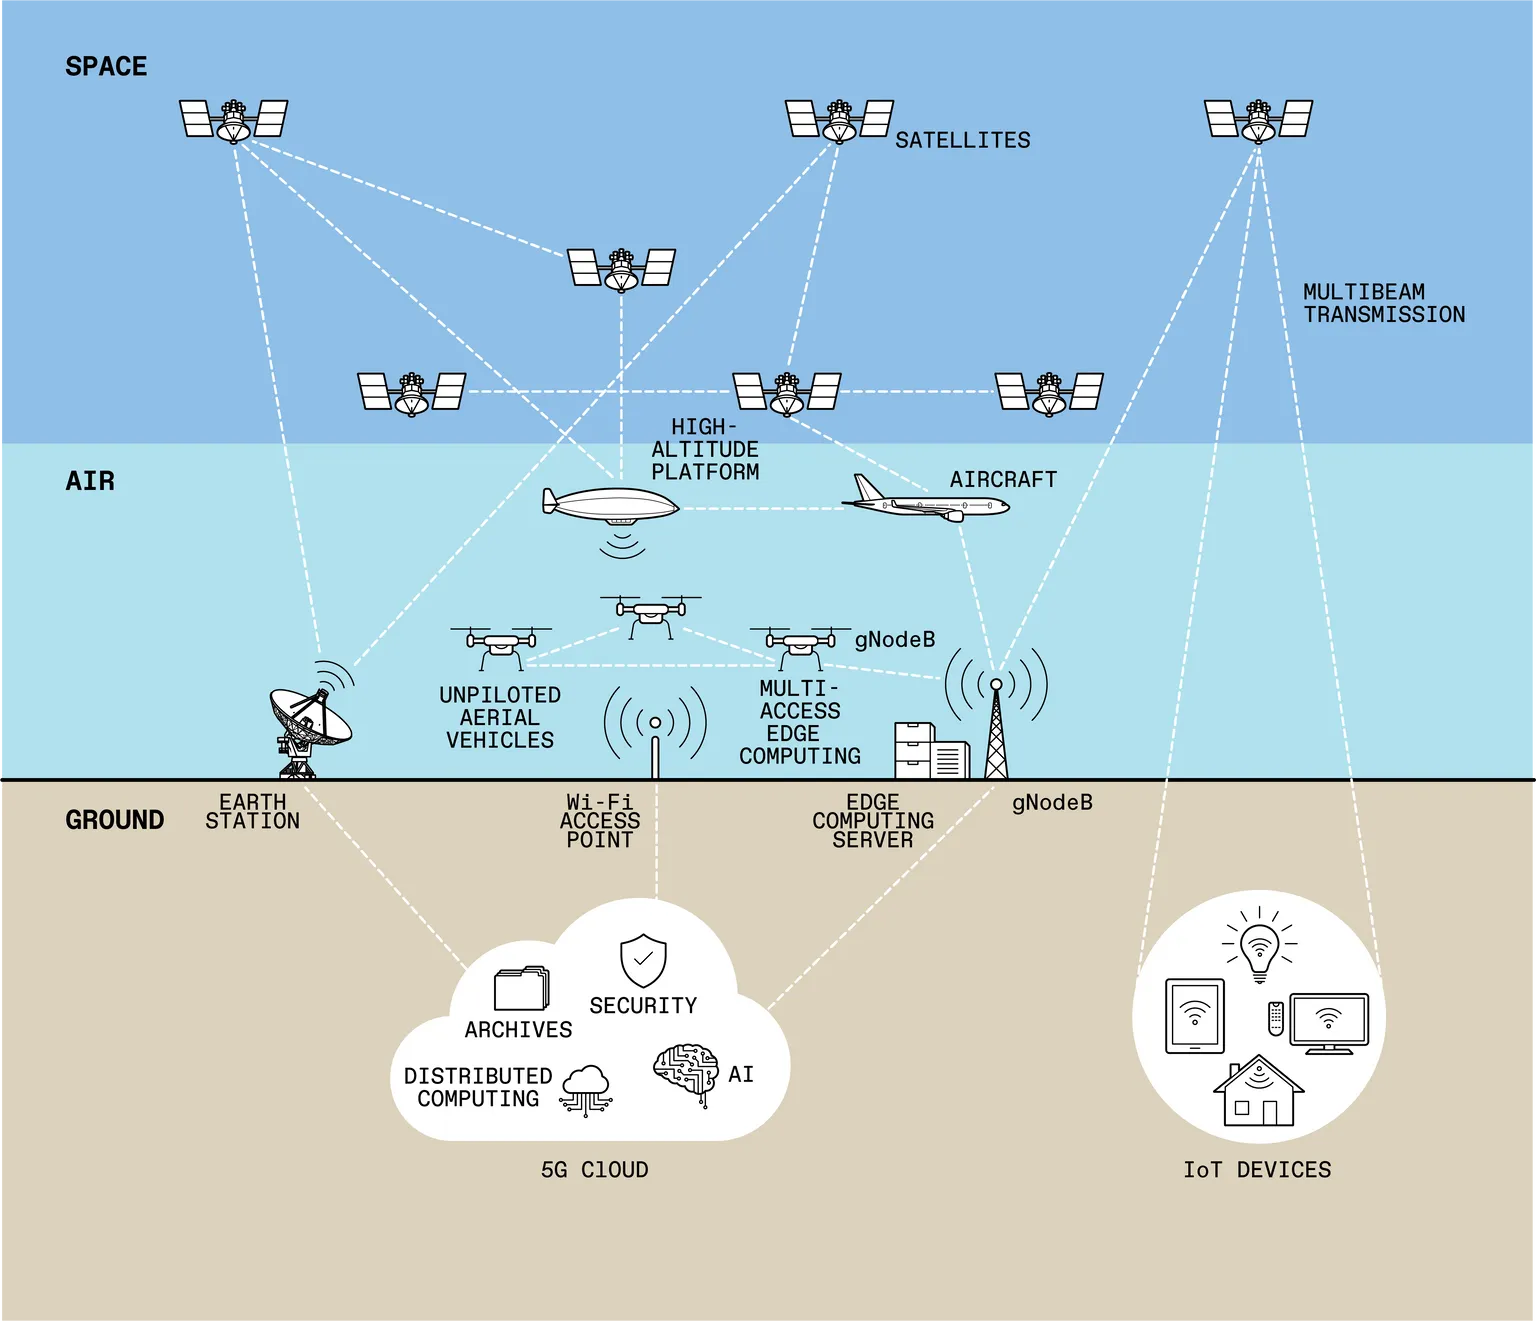 SPACE
SATELLITES
MULTIBEAM
TRANSMISSION
HIGH-
ALTITUDE
PLATFORM
AIR
AIRCRAFT
gNodeB
UNPILOTED
AERIAL
VEHICLES
MULTI-
ACCESS
EDGE
COMPUTING
GROUND
EARTH
STATION
Wi-Fi
ACCESS
POINT
EDGE
COMPUTING
SERVER
gNodeB
ARCHIVES
SECURITY
DISTRIBUTED
COMPUTING
AI
5G ClOUD
IoT DEVICES